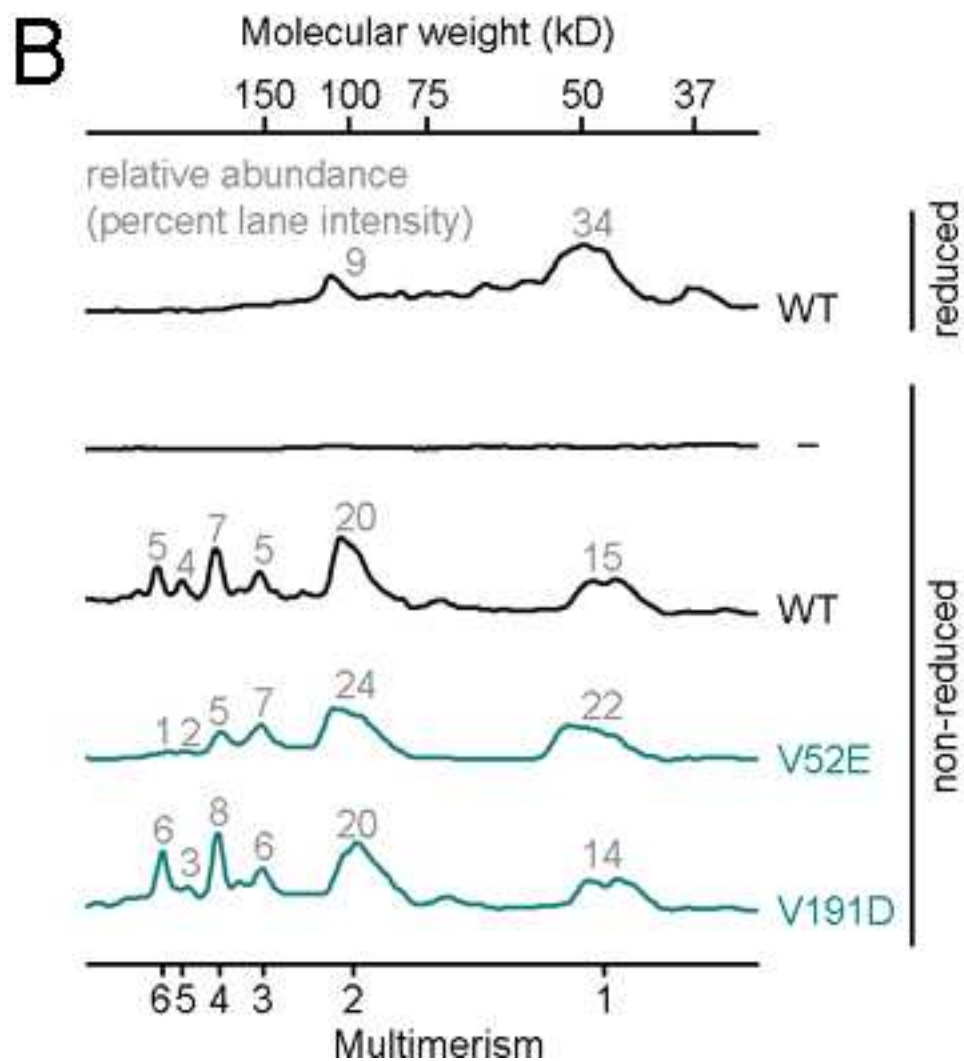 B
Molecular weight (kD)
150 100 75 50 37
relative abundance
(percent lane intensity)
9 34
WT
reduced
–
5 4 7 5 20 15
WT
1 2 5 7 24 22
V52E
6 3 8 6 20 14
V191D
non-reduced
6 5 4 3 2 1
Multimerism